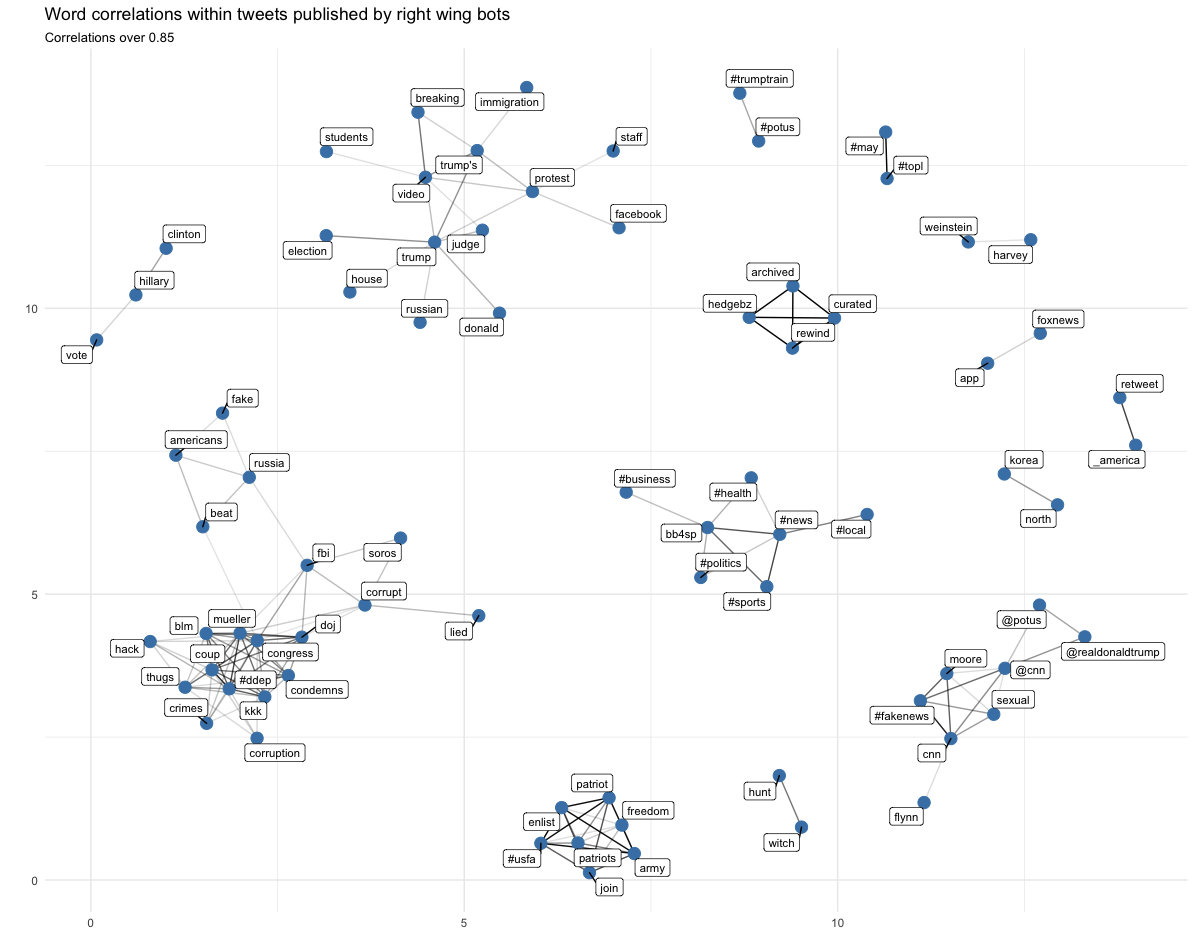 Word correlations within tweets published by right wing bots
Correlations over 0.85
#trumptrain
breaking
immigration
#potus
students
staff
#may
trump's
#topl
protest
video
facebook
weinstein
clinton
judge
election
harvey
trump
archived
hillary
house
hedgebz
curated
10
russian
foxnews
donald
rewind
vote
app
retweet
fake
americans
_america
russia
korea
#business
#health
beat
north
#news
#local
bb4sp
fbi
soros
#politics
5
corrupt
#sports
@potus
mueller
blm
doj
lied
hack
@realdonaldtrump
coup
congress
moore
@cnn
thugs
#ddep
condemns
sexual
crimes
kkk
#fakenews
corruption
cnn
patriot
hunt
freedom
flynn
enlist
witch
#usfa
patriots
army
0
join
0
5
10